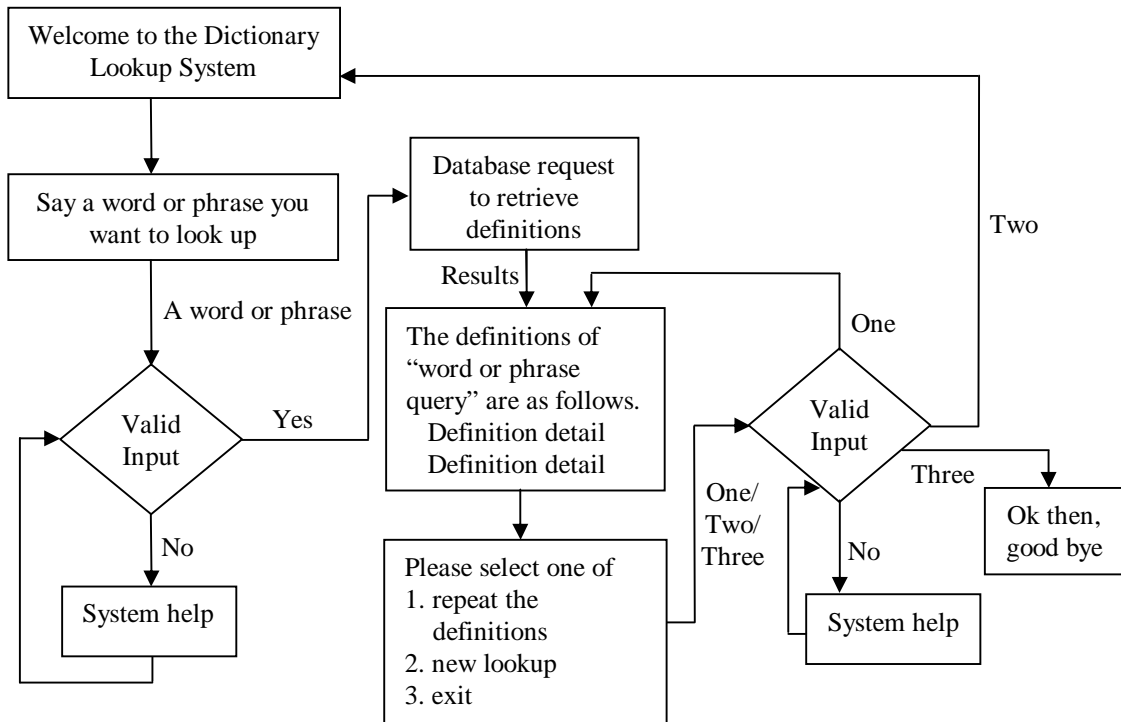 Welcome to the Dictionary
Lookup System
Say a word or phrase you
want to look up
A word or phrase
Valid
Input
Yes
No
System help
Database request
to retrieve
definitions
Results
The definitions of
“word or phrase
query” are as follows.
Definition detail
Definition detail
Please select one of
1. repeat the
definitions
2. new lookup
3. exit
One/
Two/
Three
Valid
Input
One
Two
Three
No
System help
Ok then,
good bye